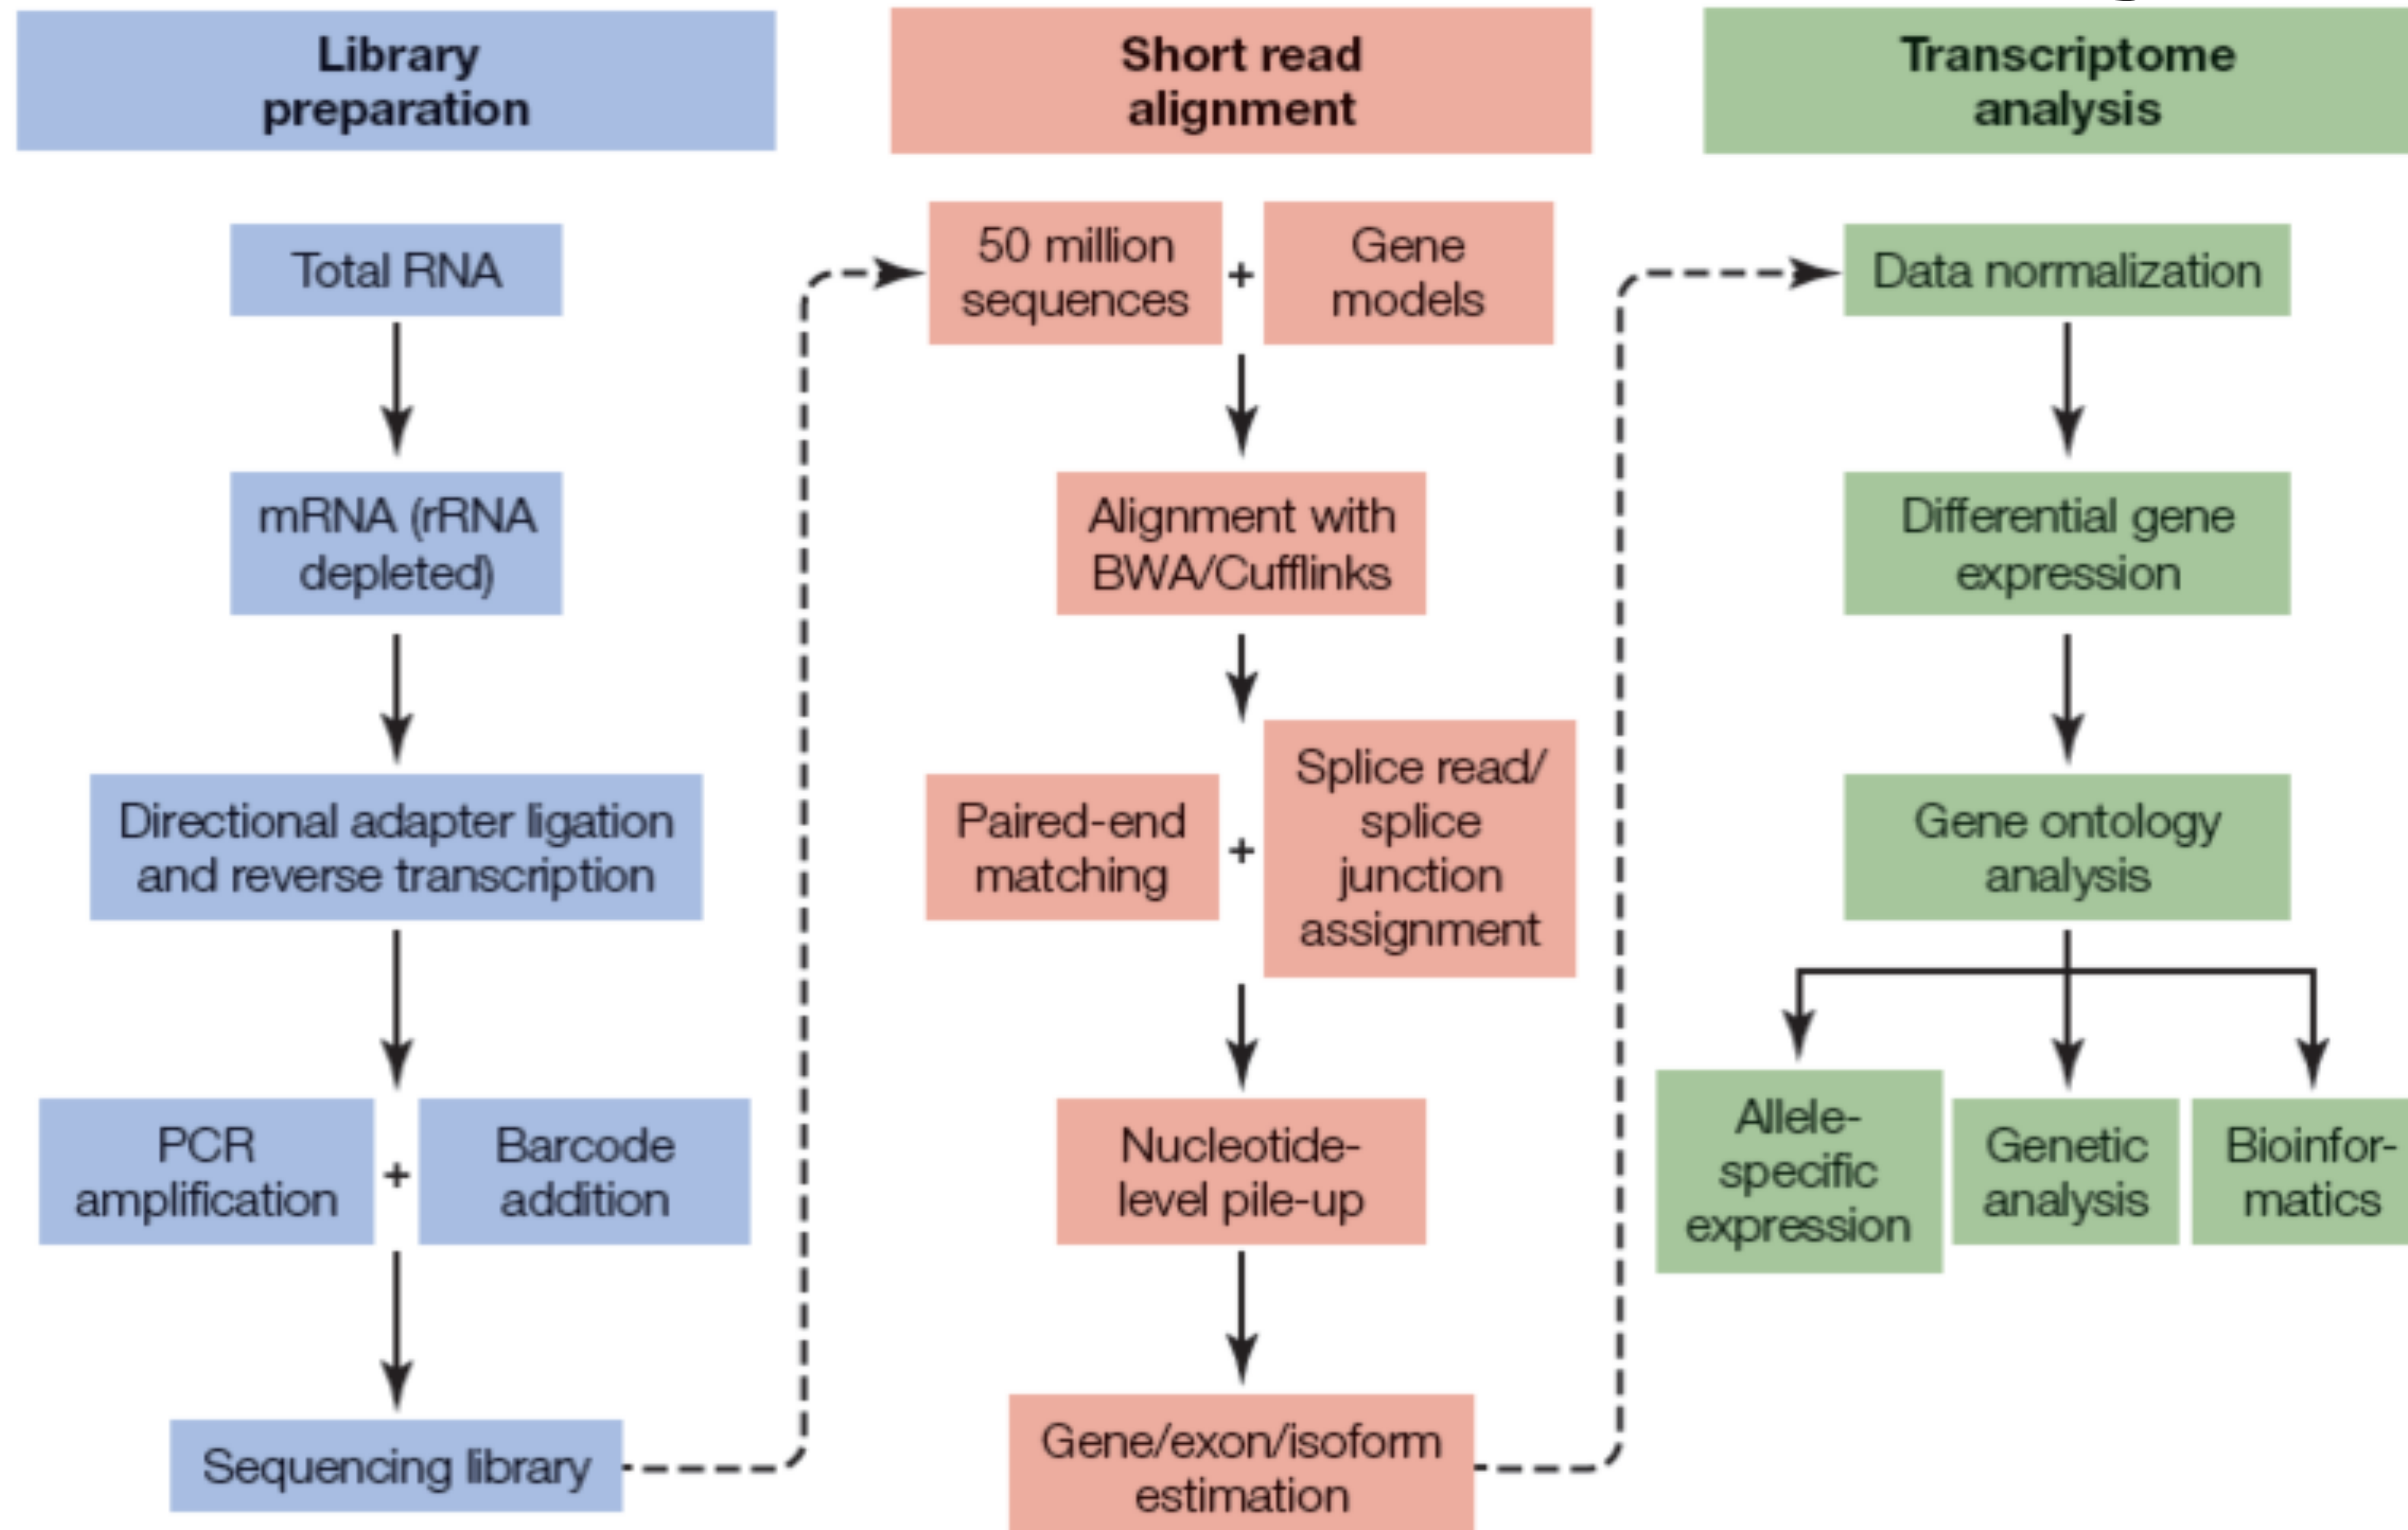 Library
preparation
Total RNA
mRNA (rRNA
depleted)
Directional adapter ligation
and reverse transcription
PCR
amplification
+
Barcode
addition
Sequencing library
Short read
alignment
50 million
sequences
+
Gene
models
Alignment with
BWA/Cufflinks
Paired-end
matching
+
Splice read/
splice
junction
assignment
Nucleotide-
level pile-up
Gene/exon/isoform
estimation
Transcriptome
analysis
Data normalization
Differential gene
expression
Gene ontology
analysis
Allele-
specific
expression
Genetic
analysis
Bioinfor-
matics